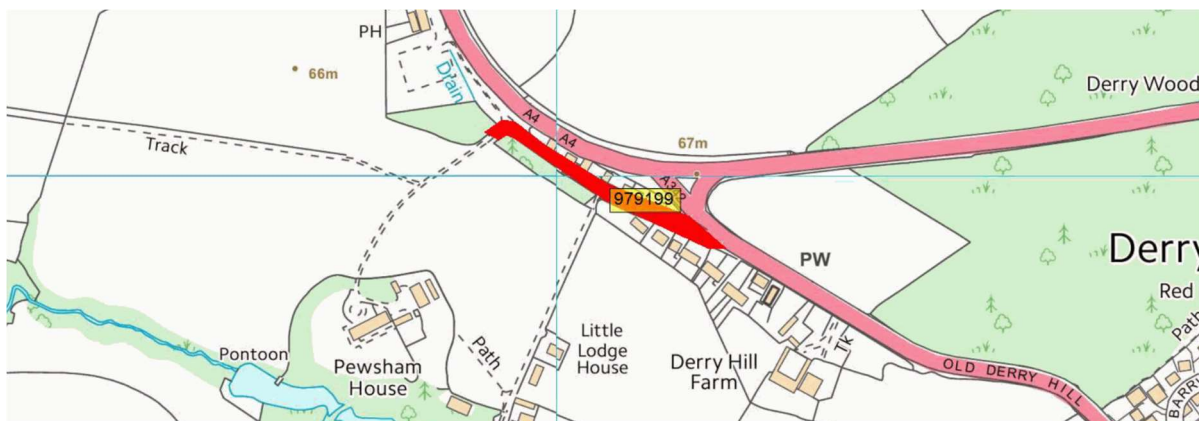 PH
Derry Wood
66m
Drain
A4
A4
67m
Track
979199
PW
Derry
Red
Path
Little
Lodge
House
Pontoon
Pewsham
House
Path
Derry Hill
Farm
Tk
OLD DERRY HILL
BARRY